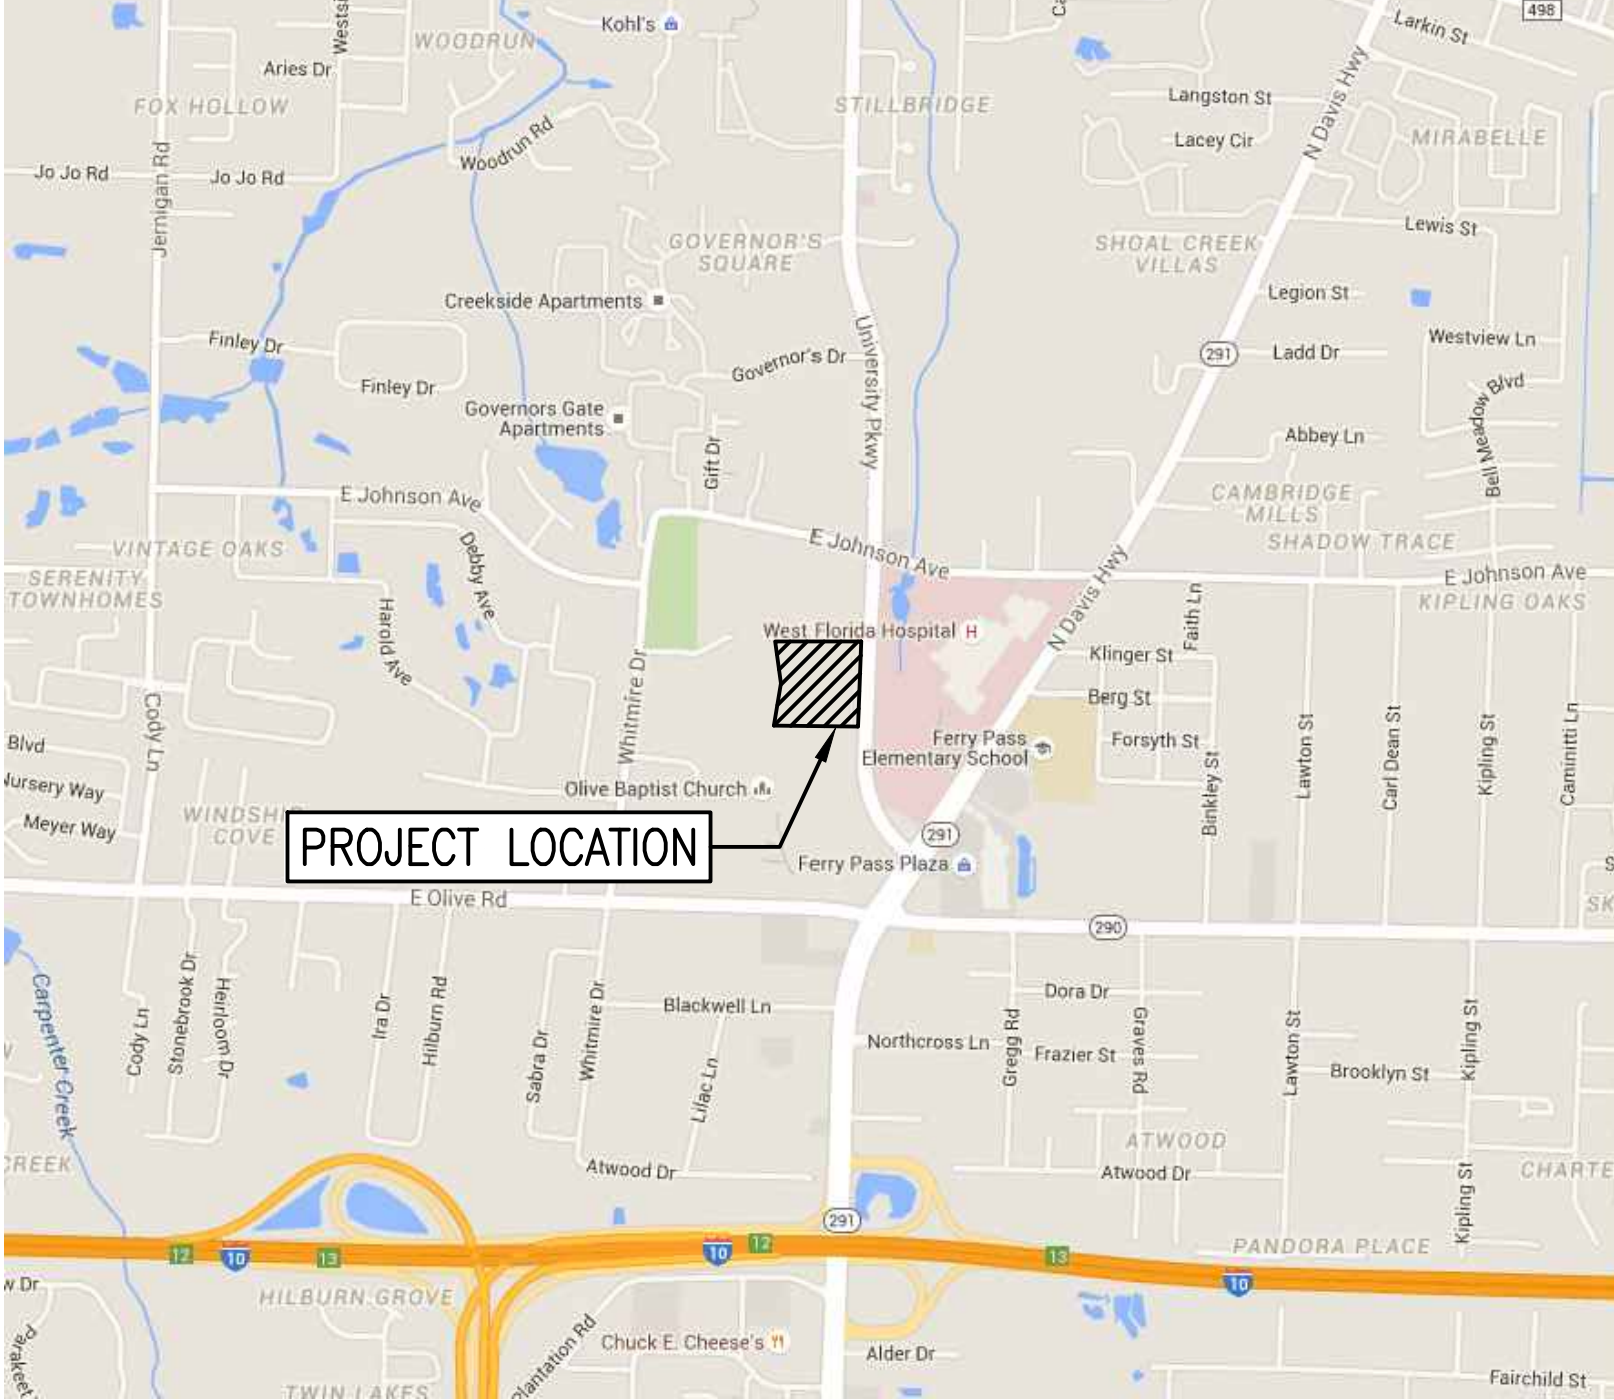 Kohl's
498
Larkin St
WOODRUN
Aries Dr
FOX HOLLOW
STILLBRIDGE
Langston St
N Davis Hwy
MIRABELLE
Lacey Cir
Woodrun Rd
Jo Jo Rd
Jo Jo Rd
Jernigan Rd
Lewis St
GOVERNOR'S
SQUARE
SHOAL CREEK
VILLAS
Creekside Apartments
Legion St
Finley Dr
University Pkwy
Governor's Dr
291
Ladd Dr
Westview Ln
Finley Dr
Bell Meadow Blvd
Governors Gate
Apartments
Gift Dr
Abbey Ln
E Johnson Ave
CAMBRIDGE
MILLS
VINTAGE OAKS
Debby Ave
E Johnson Ave
SHADOW TRACE
E Johnson Ave
SERENITY
TOWNHOMES
KIPLING OAKS
Harold Ave
N Davis Hwy
Faith Ln
West Florida Hospital H
Klinger St
Whitmire Dr
Berg St
Cody Ln
Blvd
Ferry Pass
Elementary School
Forsyth St
Binkley St
Lawton St
Carl Dean St
Kipling St
Caminitti Ln
Nursery Way
Olive Baptist Church
WINDSHIP
COVE
Meyer Way
PROJECT LOCATION
291
Ferry Pass Plaza
E Olive Rd
SK
290
Carpenter Creek
Cody Ln
Stonebrook Dr
Heirloom Dr
Ira Dr
Hilburn Rd
Sabra Dr
Whitmire Dr
Blackwell Ln
Lilac Ln
Dora Dr
Northcross Ln
Gregg Rd
Frazier St
Graves Rd
Lawton St
Brooklyn St
Kipling St
ATWOOD
CREEK
Atwood Dr
Atwood Dr
Kipling St
CHARTE
291
12
10
13
10
12
13
10
PANDORA PLACE
w Dr
HILBURN GROVE
Parakeet
Plantation Rd
Chuck E. Cheese's
Alder Dr
Fairchild St
TWIN LAKES